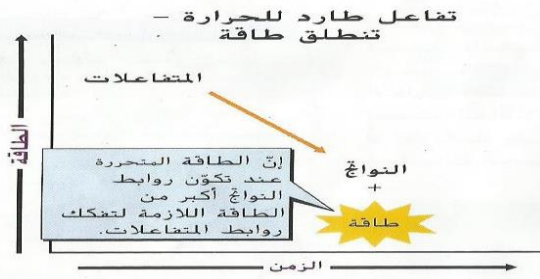 تفاعل طارد للحرارة –
تنطلق طاقة
المتفاعلات
الطاقة
إنّ الطاقة المتحررة
عند تكوّن روابط
النواتج أكبر من
الطاقة اللازمة لتفكك
روابط المتفاعلات.
النواتج
+
طاقة
الزمن